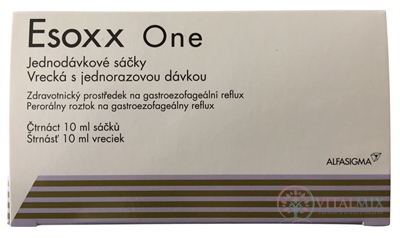 Esoxx One
Jednodávkové sáčky
Vrecká s jednorazovou dávkou
Zdravotnický prostředek na gastroezofageální reflux
Perorálny roztok na gastroezofageálny reflux
Čtrnáct 10 ml sáčků
Štrnásť 10 ml vreciek
ALFASIGMA
VITALMIX